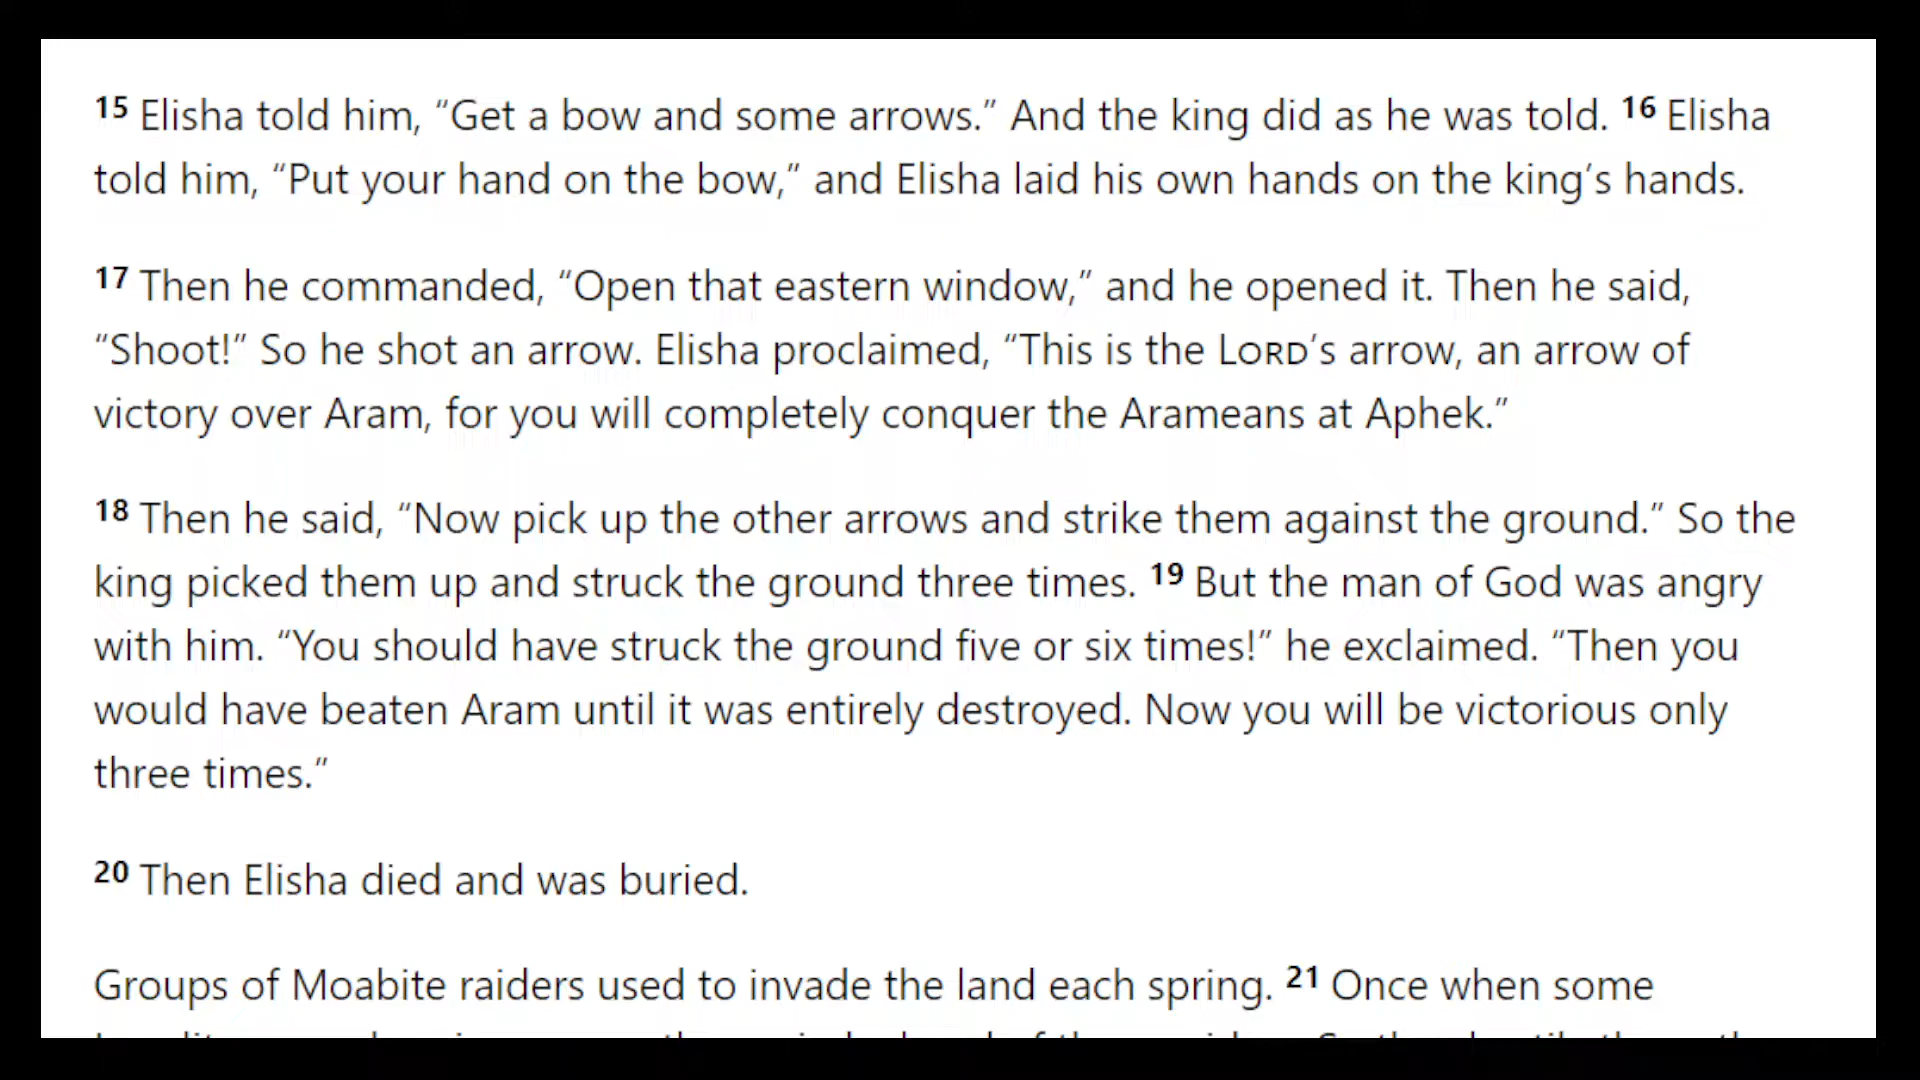 15 Elisha told him, “Get a bow and some arrows.” And the king did as he was told. 16 Elisha
told him, “Put your hand on the bow,” and Elisha laid his own hands on the king’s hands.
17 Then he commanded, “Open that eastern window,” and he opened it. Then he said,
“Shoot!” So he shot an arrow. Elisha proclaimed, “This is the LORD’s arrow, an arrow of
victory over Aram, for you will completely conquer the Arameans at Aphek.”
18 Then he said, “Now pick up the other arrows and strike them against the ground.” So the
king picked them up and struck the ground three times. 19 But the man of God was angry
with him. “You should have struck the ground five or six times!” he exclaimed. “Then you
would have beaten Aram until it was entirely destroyed. Now you will be victorious only
three times.”
20 Then Elisha died and was buried.
Groups of Moabite raiders used to invade the land each spring. 21 Once when some